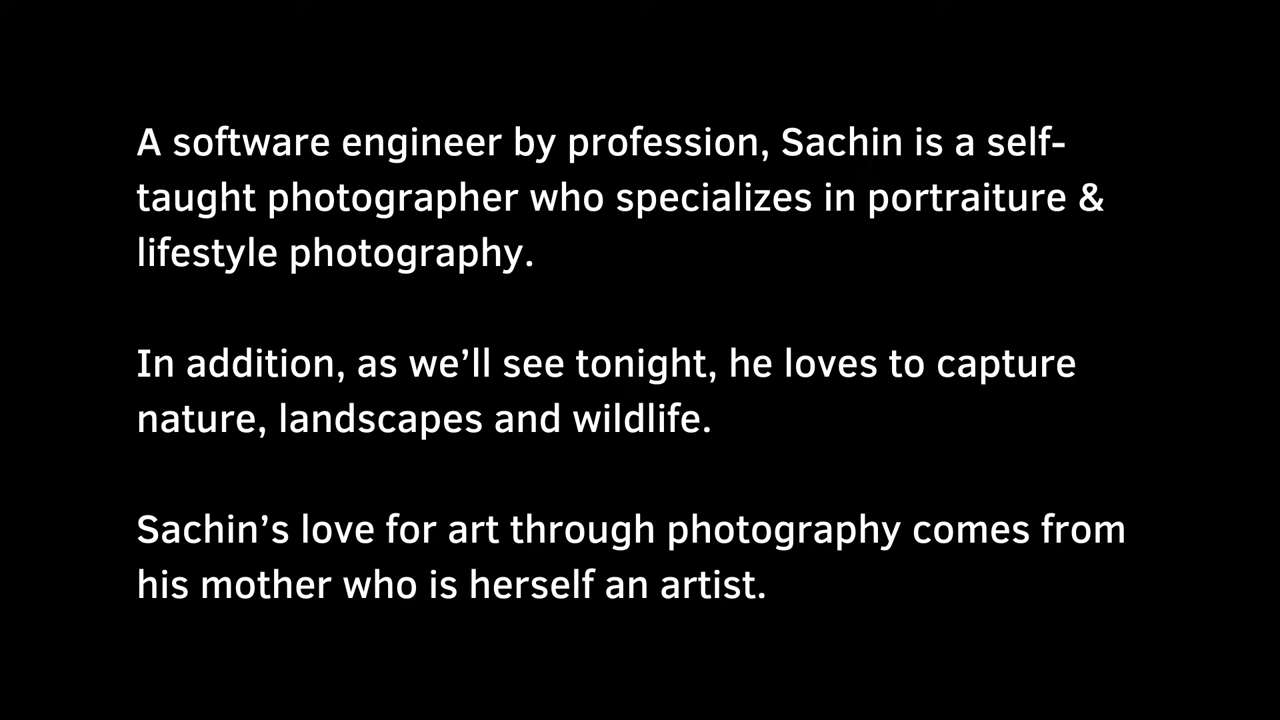 A software engineer by profession, Sachin is a self-
taught photographer who specializes in portraiture &
lifestyle photography.
In addition, as we’ll see tonight, he loves to capture
nature, landscapes and wildlife.
Sachin’s love for art through photography comes from
his mother who is herself an artist.